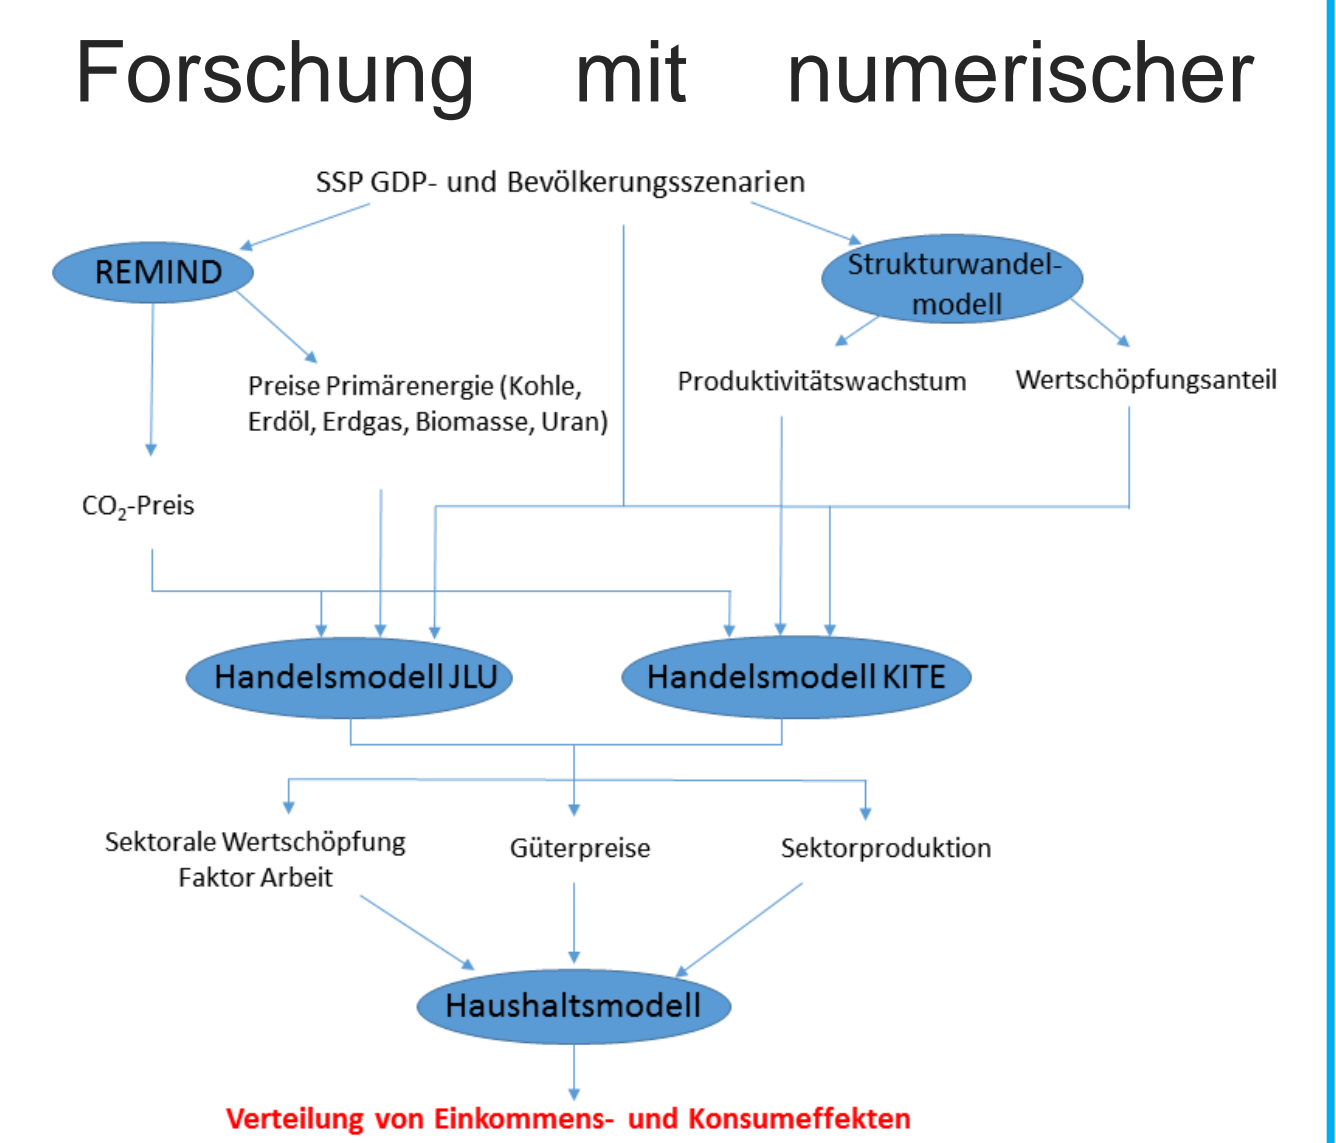 Forschung mit numerischer
SSP GDP- und Bevölkerungsszenarien
REMIND
Strukturwandel-
modell
Preise Primärenergie (Kohle,
Erdöl, Erdgas, Biomasse, Uran)
Produktivitätswachstum
Wertschöpfungsanteil
CO₂-Preis
Handelsmodell JLU
Handelsmodell KITE
Sektorale Wertschöpfung
Faktor Arbeit
Güterpreise
Sektorproduktion
Haushaltsmodell
Verteilung von Einkommens- und Konsumeffekten